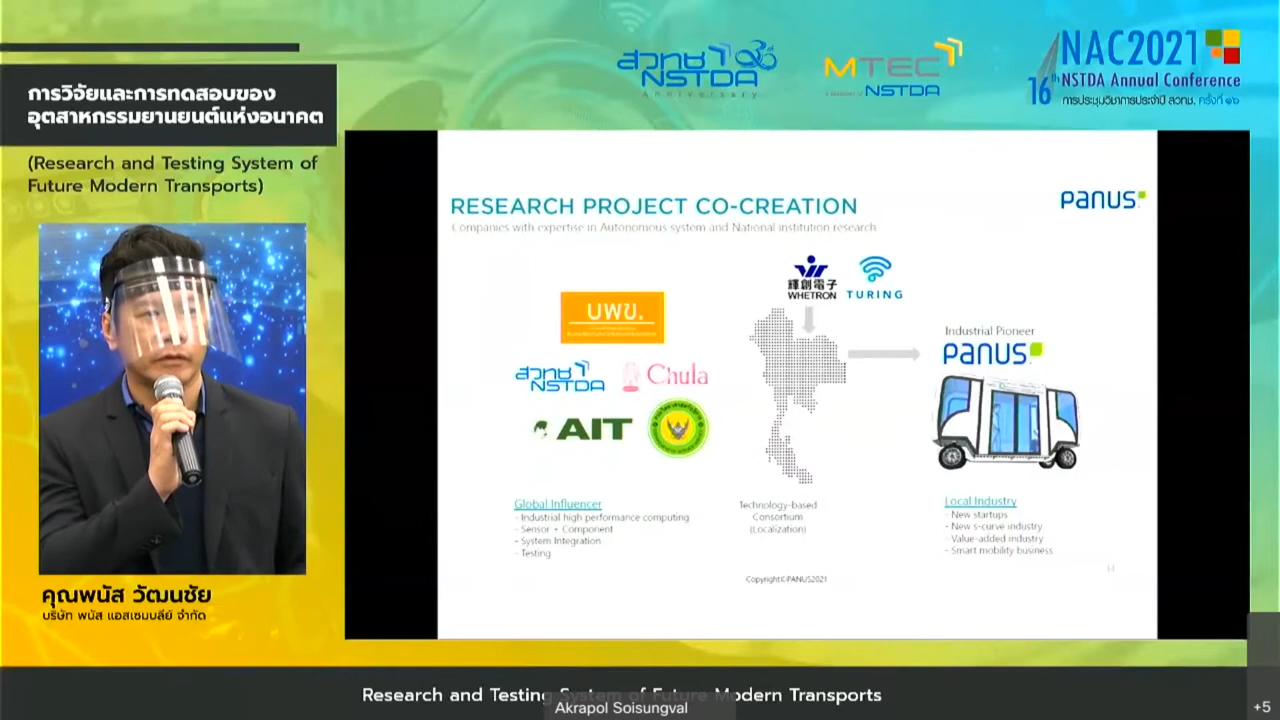 การวิจัยและการทดสอบของ
อุตสาหกรรมยานยนต์แห่งอนาคต
(Research and Testing System of
Future Modern Transports)
สวทช
NSTDA
Anniversary
MTEC
NSTDA
NAC2021
16th NSTDA Annual Conference
การประชุมวิชาการประจำปี สวทช. ครั้งที่ ๑๖
RESEARCH PROJECT CO-CREATION
Companies with expertise in Autonomous system and National institution research
PANUS
บพข.
สวทช
NSTDA
Chula
AIT
輝創電子
WHETRON
TURING
Industrial Pioneer
PANUS
Global Influencer
- Industrial high performance computing
- Sensor + Component
- System Integration
- Testing
Technology-based
Consortium
(Localization)
Local Industry
- New startups
- New s-curve industry
- Value-added industry
- Smart mobility business
Copyright©PANUS2021
คุณพนัส วัฒนชัย
บริษัท พนัส แอสเซมบลีย์ จำกัด
Research and Testing System of Future Modern Transports
Akrapol Soisungval
+5